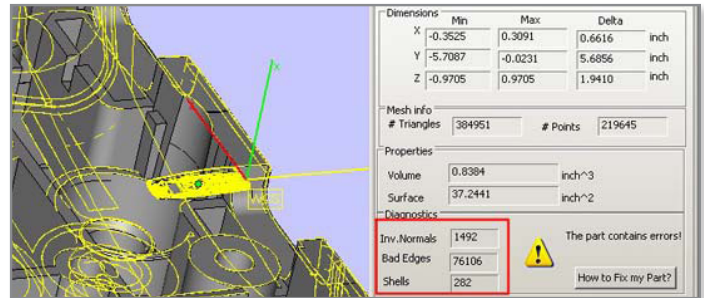 Dimensions
Min Max Delta
X -0.3525 0.3091 0.6616 inch
Y -5.7087 -0.0231 5.6856 inch
Z -0.9705 0.9705 1.9410 inch
Mesh info
# Triangles 384951 # Points 219645
Properties
Volume 0.8384 inch^3
Surface 37.2441 inch^2
Diagnostics
Inv.Normals 1492 The part contains errors!
Bad Edges 76106
Shells 282 How to Fix my Part?
x
WCS